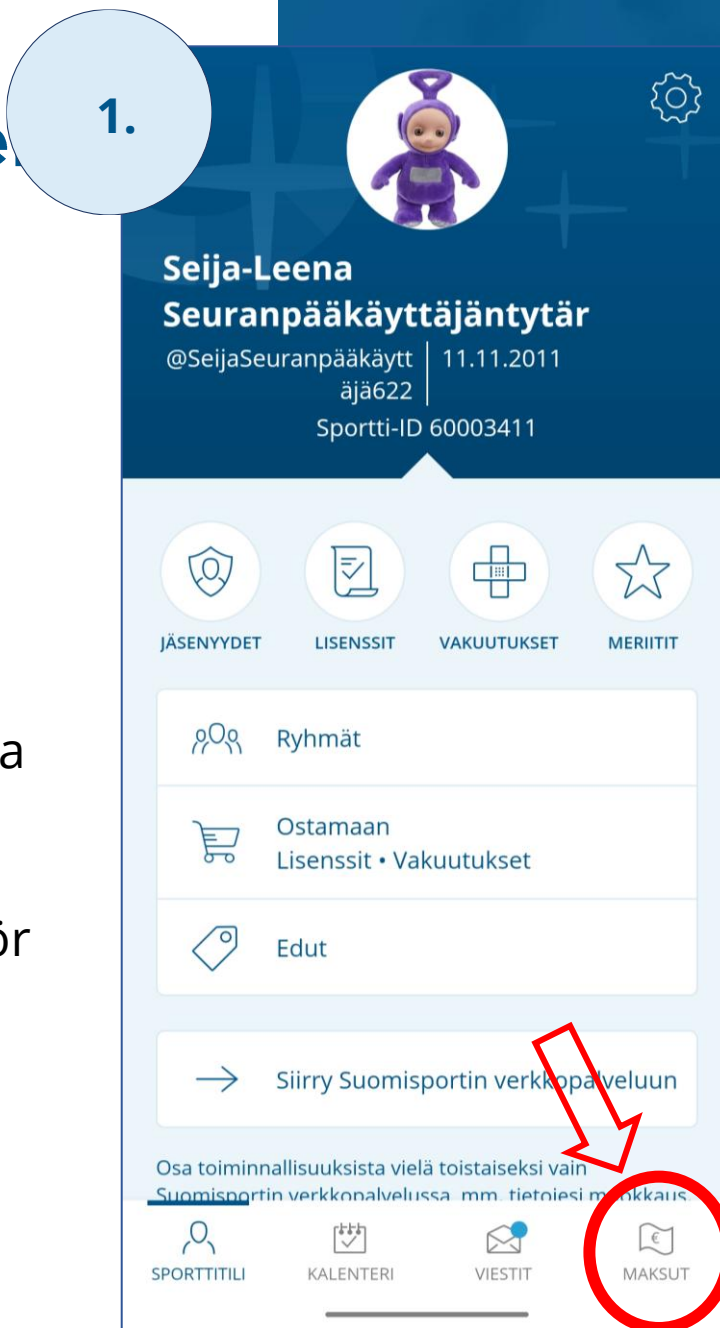 1.
Seija-Leena
Seuranpääkäyttäjäntytär
@SeijaSeuranpääkäytt
äjä622
11.11.2011
Sportti-ID 60003411
JÄSENYYDET
LISENSSIT
VAKUUTUKSET
MERIITIT
Ryhmät
Ostamaan
Lisenssit • Vakuutukset
Edut
Siirry Suomisportin verkkopalveluun
Osa toiminnallisuuksista vielä toistaiseksi vain
Suomisportin verkkopalvelussa, mm. tietojesi muokkaus,
SPORTTITILI
KALENTERI
VIESTIT
€
MAKSUT